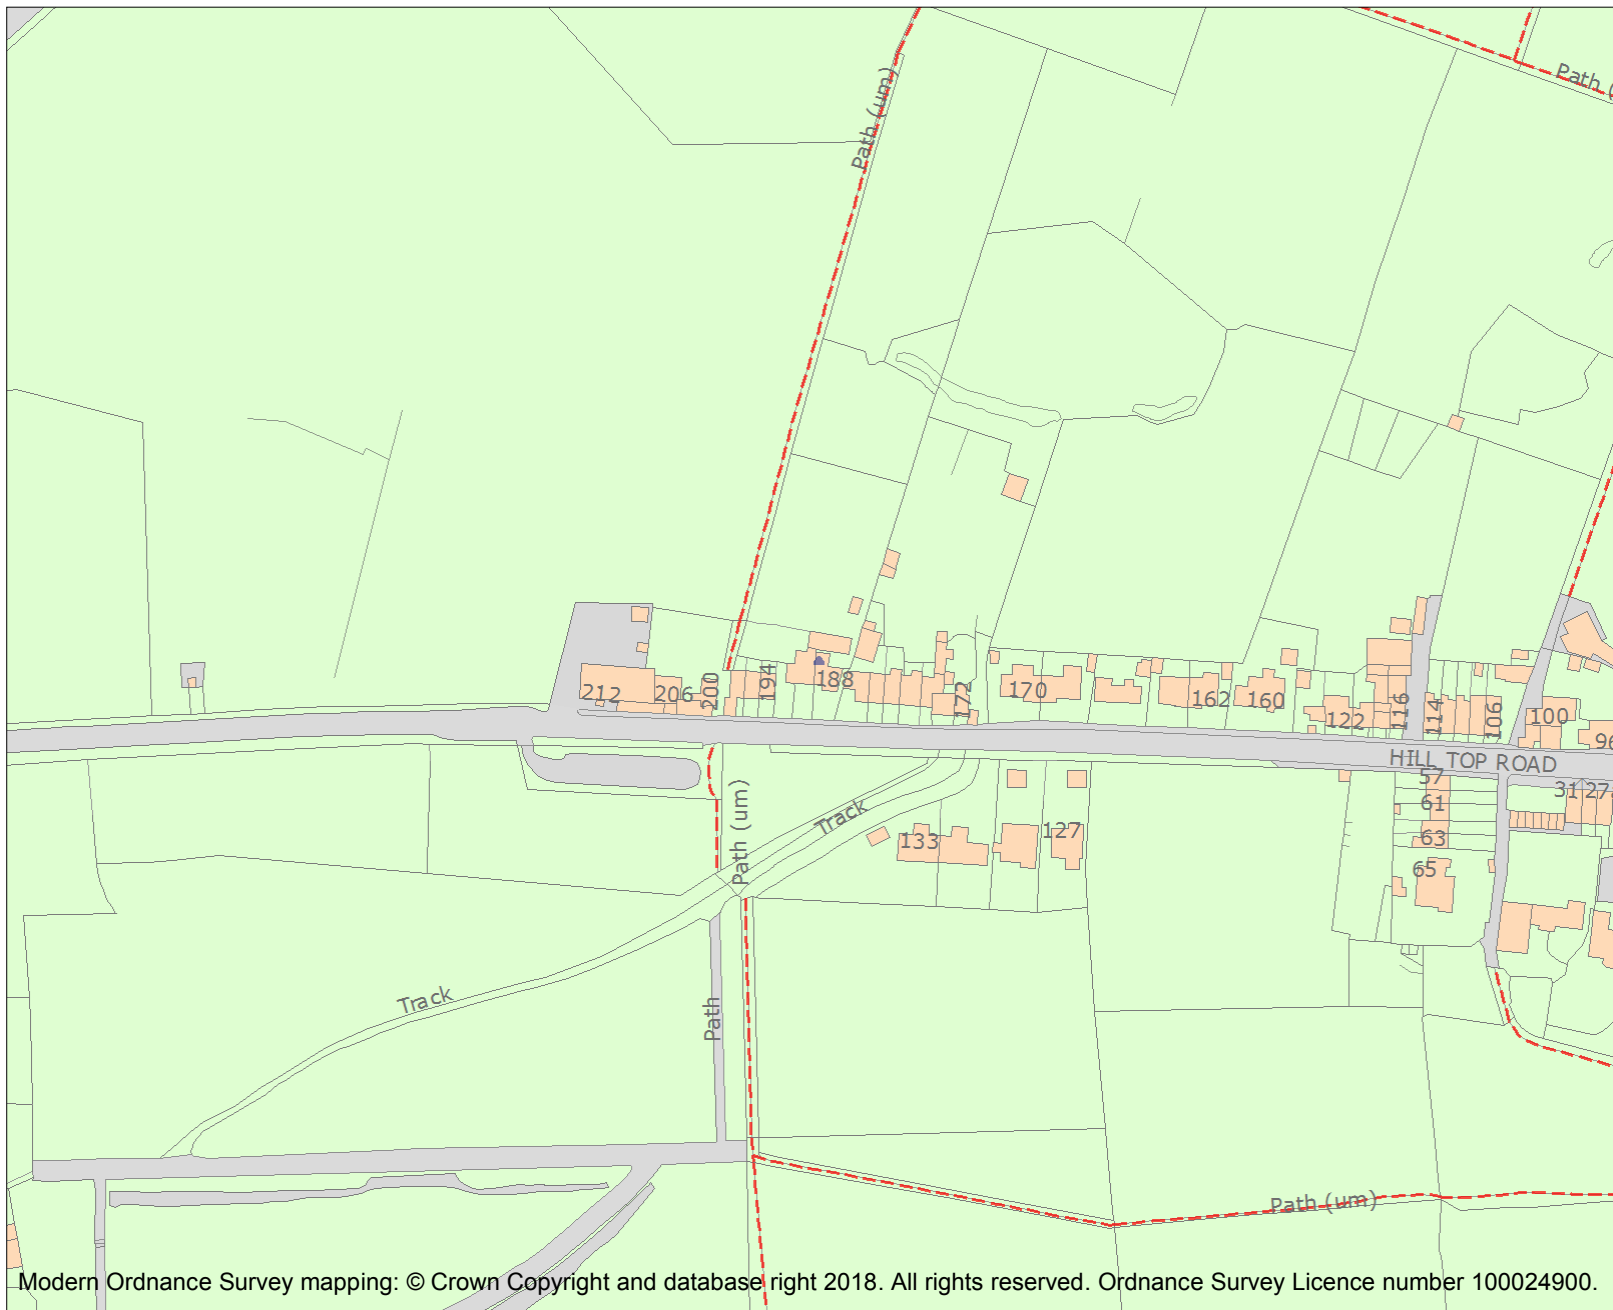 Path (
Path (um)
212
206
200
194
188
172
170
162
160
122
116
114
106
100
96
HILL TOP ROAD
57
31
27
61
63
65
Track
133
127
Path (um)
Track
Path
Path (um)
Modern Ordnance Survey mapping: © Crown Copyright and database right 2018. All rights reserved. Ordnance Survey Licence number 100024900.